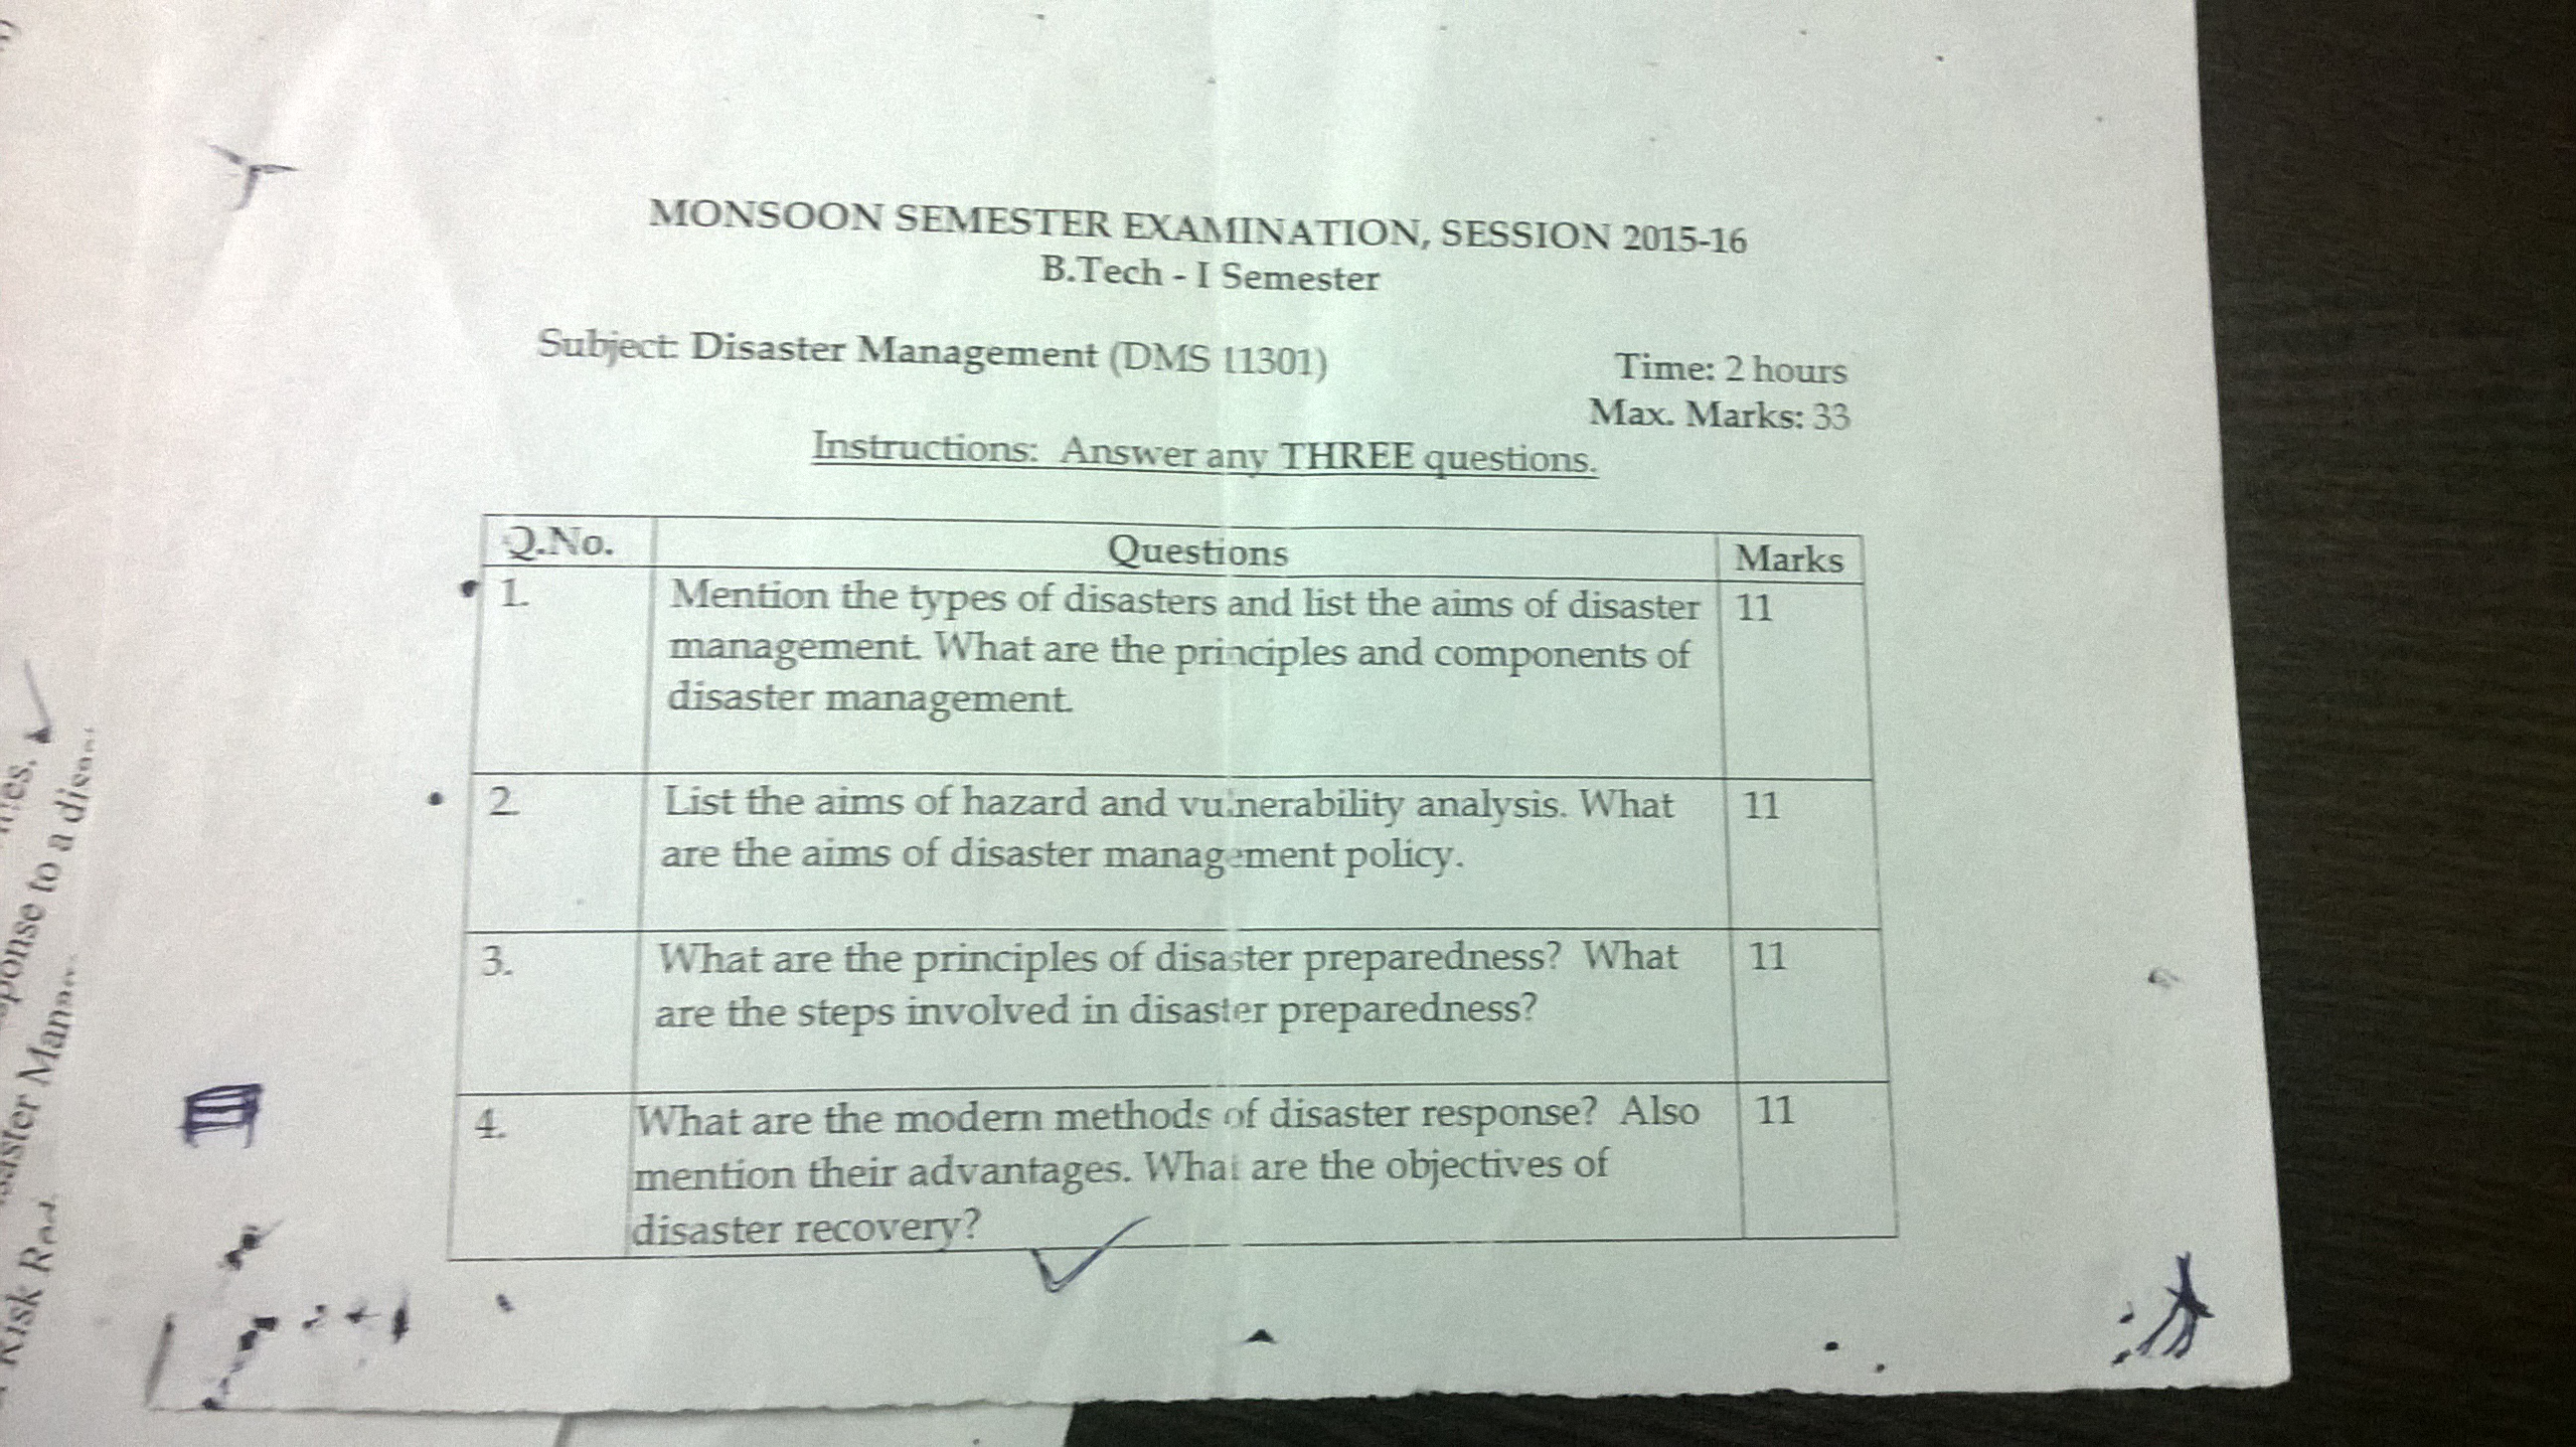 MONSOON SEMESTER EXAMINATION, SESSION 2015-16
B.Tech - I Semester
Subject: Disaster Management (DMS 11301)
Time: 2 hours
Max. Marks: 33
Instructions: Answer any THREE questions.
Q.No. Questions Marks
1. Mention the types of disasters and list the aims of disaster 11
management. What are the principles and components of
disaster management.
2. List the aims of hazard and vulnerability analysis. What 11
are the aims of disaster management policy.
3. What are the principles of disaster preparedness? What 11
are the steps involved in disaster preparedness?
4. What are the modern methods of disaster response? Also 11
mention their advantages. What are the objectives of
disaster recovery?
ponse to a
Risk